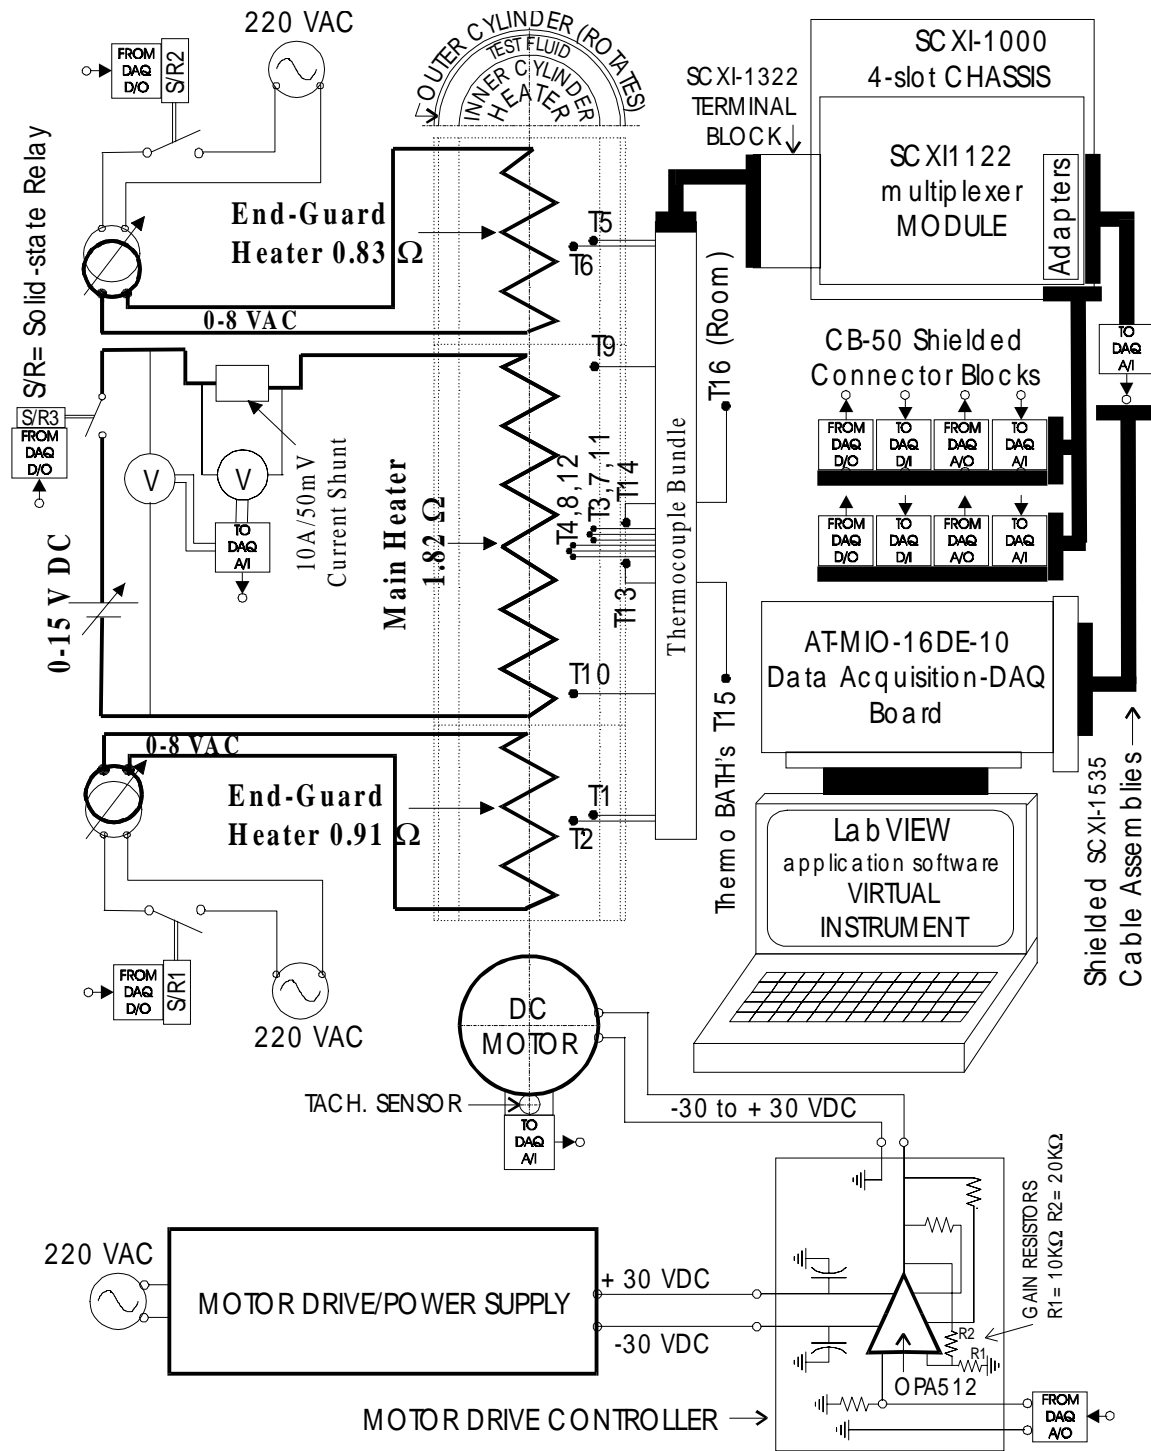 220 VAC
FROM
DAQ
D/O
S/R2
S/R= Solid-state Relay
OUTER CYLINDER (ROTATES)
TEST FLUID
INNER CYLINDER
HEATER
SCXI-1322
TERMINAL
BLOCK
SCXI-1000
4-slot CHASSIS
SCXI1122
multiplexer
MODULE
Adapters
End-Guard
Heater 0.83 Ω
0-8 VAC
T5
T6
T9
T16 (Room)
TO
DAQ
A/I
CB-50 Shielded
Connector Blocks
FROM
DAQ
D/O
TO
DAQ
D/I
FROM
DAQ
A/O
TO
DAQ
A/I
FROM
DAQ
D/O
TO
DAQ
D/I
FROM
DAQ
A/O
TO
DAQ
A/I
S/R3
FROM
DAQ
D/O
V
V
TO
DAQ
A/I
10A/50mV
Current Shunt
0-15 V DC
Main Heater
1.82 Ω
T4,8,12
T3,7,11
T14
T13
T10
Thermocouple Bundle
Thermo BATH's T15
AT-MIO-16DE-10
Data Acquisition-DAQ
Board
Shielded SCXI-1535
Cable Assemblies
LabVIEW
application software
VIRTUAL
INSTRUMENT
0-8 VAC
End-Guard
Heater 0.91 Ω
T1
T2
FROM
DAQ
D/O
S/R1
220 VAC
DC
MOTOR
TACH. SENSOR
TO
DAQ
A/I
-30 to + 30 VDC
220 VAC
MOTOR DRIVE/POWER SUPPLY
+ 30 VDC
-30 VDC
GAIN RESISTORS
R1= 10KΩ R2= 20KΩ
R2
R1
OPA512
MOTOR DRIVE CONTROLLER
FROM
DAQ
A/O